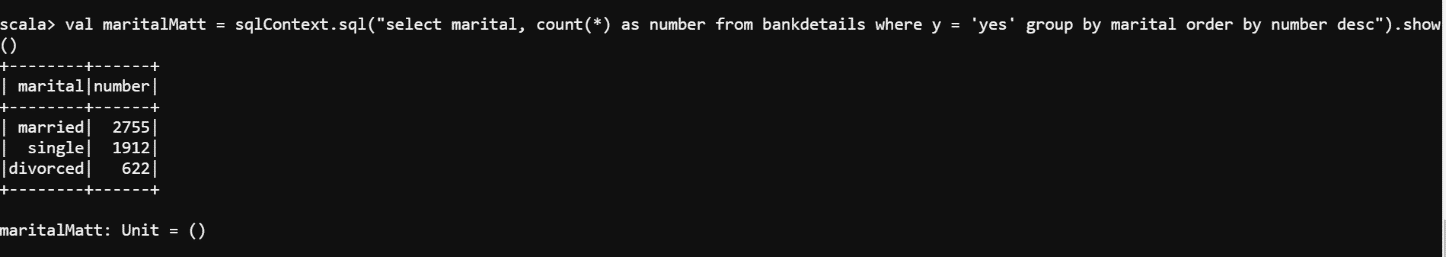 scala> val maritalMatt = sqlContext.sql("select marital, count(*) as number from bankdetails where y = 'yes' group by marital order by number desc").show
()
+--------+------+
| marital|number|
+--------+------+
| married|  2755|
|  single|  1912|
|divorced|   622|
+--------+------+
maritalMatt: Unit = ()